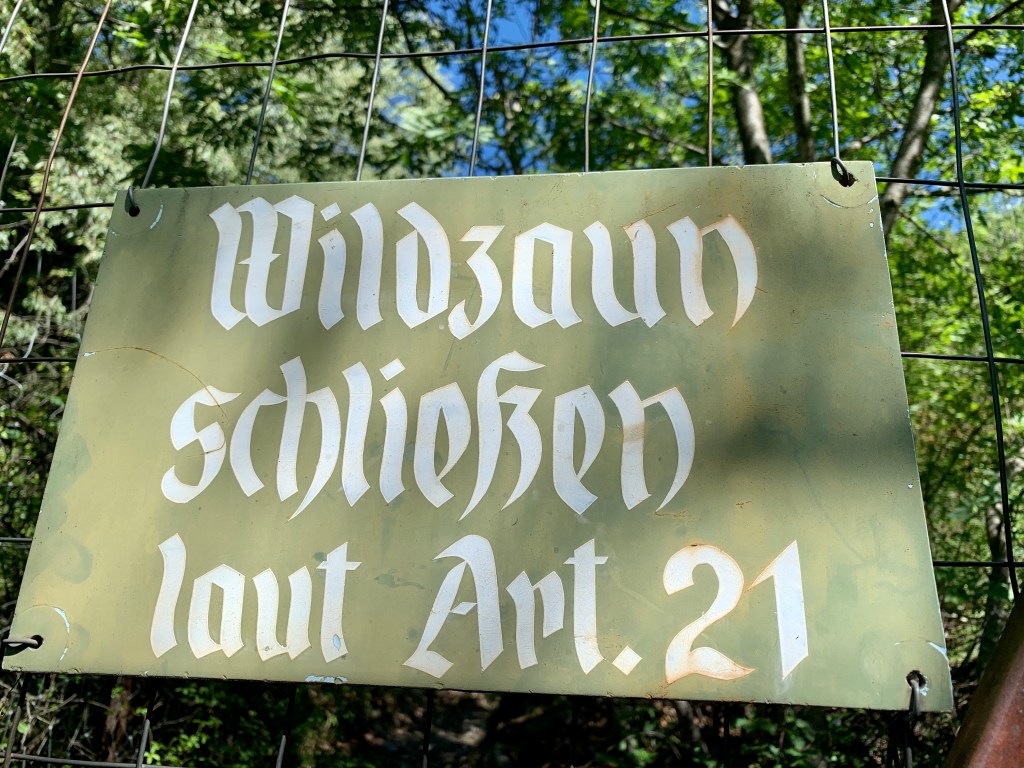 Wildzaun
schließen
laut Art. 21